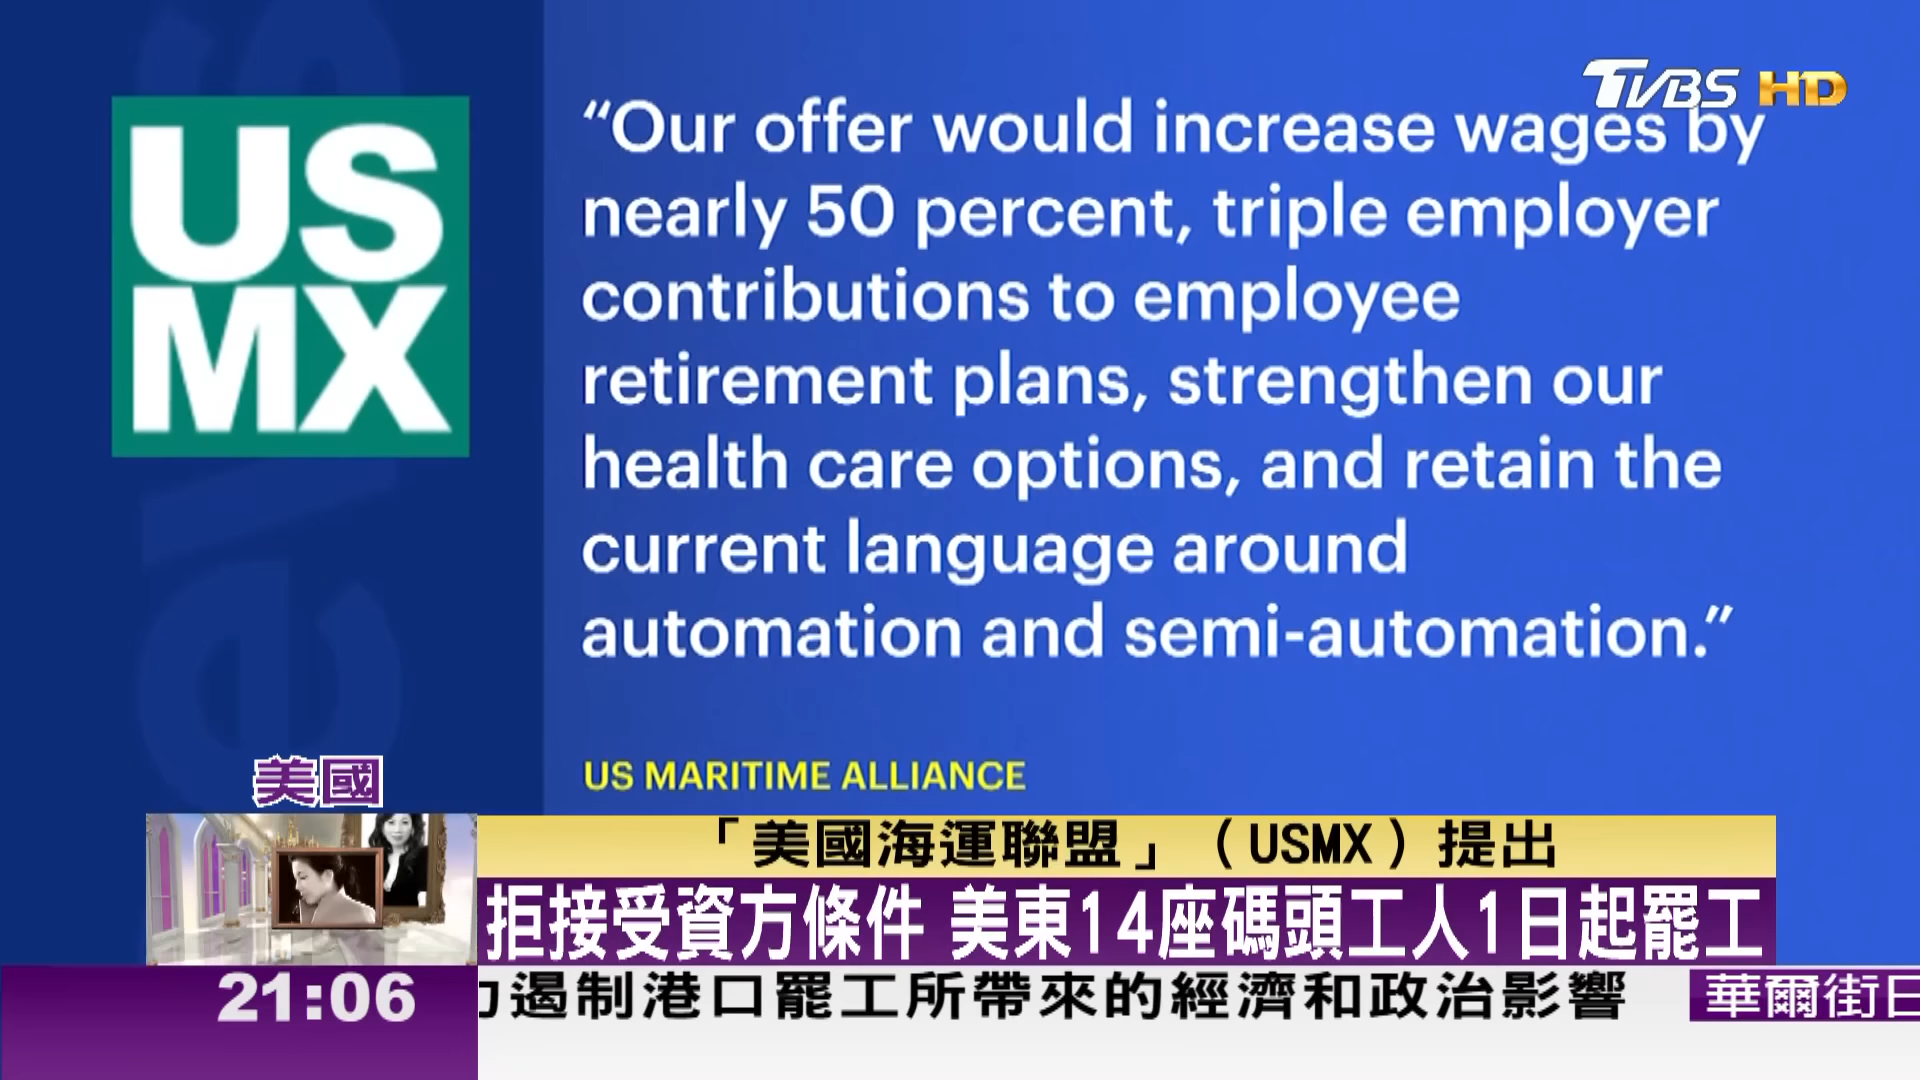 TVBS HD
US
MX
“Our offer would increase wages by
nearly 50 percent, triple employer
contributions to employee
retirement plans, strengthen our
health care options, and retain the
current language around
automation and semi-automation.”
US MARITIME ALLIANCE
美國
「美國海運聯盟」（USMX）提出
拒接受資方條件 美東14座碼頭工人1日起罷工
21:06
遏制港口罷工所帶來的經濟和政治影響
華爾街日